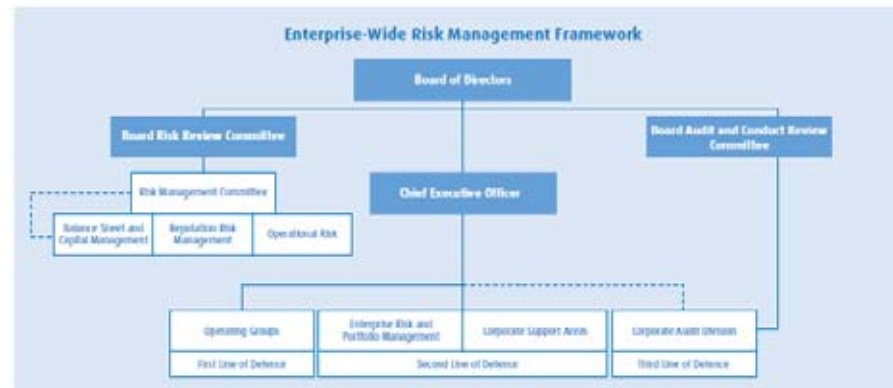 Enterprise-Wide Risk Management Framework
Board of Directors
Board Risk Review Committee
Board Audit and Conduct Review
Committee
Risk Management Committee
Chief Executive Officer
Balance Sheet and
Capital Management
Reputation Risk
Management
Operational Risk
Operating Groups
Enterprise Risk and
Portfolio Management
Corporate Support Areas
Corporate Audit Division
First Line of Defence
Second Line of Defence
Third Line of Defence